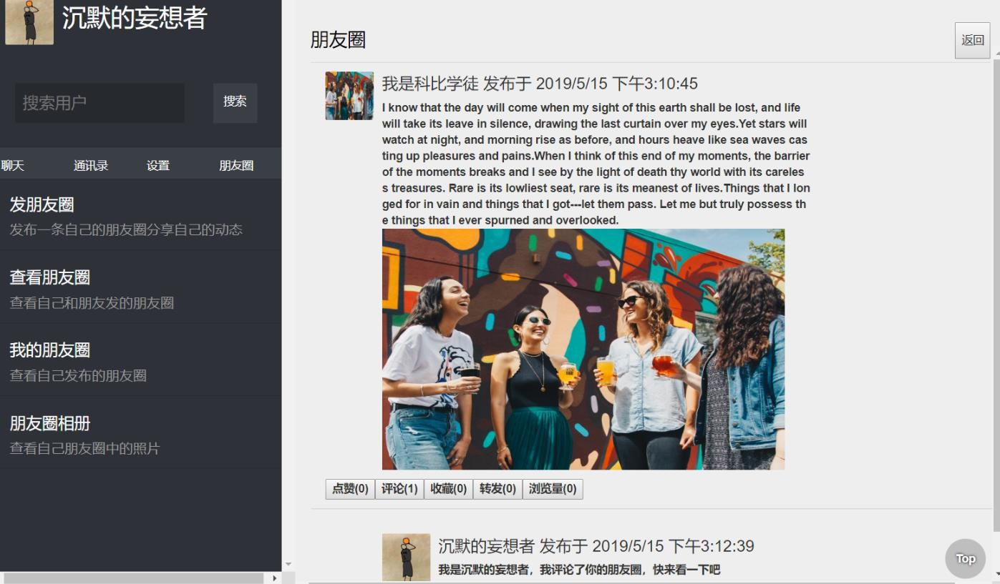 沉默的妄想者
搜索用户
搜索
聊天
通讯录
设置
朋友圈
发朋友圈
发布一条自己的朋友圈分享自己的动态
查看朋友圈
查看自己和朋友发的朋友圈
我的朋友圈
查看自己发布的朋友圈
朋友圈相册
查看自己朋友圈中的照片
朋友圈
返回
我是科比学徒 发布于 2019/5/15 下午3:10:45
I know that the day will come when my sight of this earth shall be lost, and life
will take its leave in silence, drawing the last curtain over my eyes.Yet stars will
watch at night, and morning rise as before, and hours heave like sea waves cas
ting up pleasures and pains.When I think of this end of my moments, the barrier
of the moments breaks and I see by the light of death thy world with its careles
s treasures. Rare is its lowliest seat, rare is its meanest of lives.Things that I lon
ged for in vain and things that I got---let them pass. Let me but truly possess th
e things that I ever spurned and overlooked.
点赞(0)
评论(1)
收藏(0)
转发(0)
浏览量(0)
沉默的妄想者 发布于 2019/5/15 下午3:12:39
我是沉默的妄想者，我评论了你的朋友圈，快来看一下吧
Top